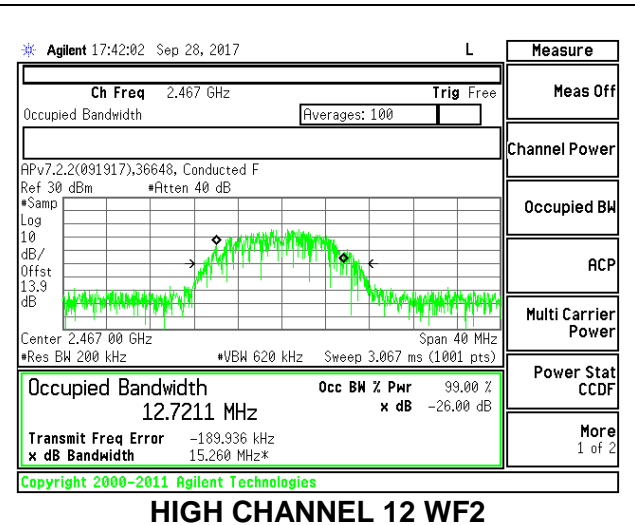 Agilent 17:42:02 Sep 28, 2017 L
Measure
Ch Freq 2.467 GHz Trig Free
Occupied Bandwidth Averages: 100
Meas Off
Channel Power
Occupied BW
ACP
Multi Carrier
Power
Power Stat
CCDF
More
1 of 2
APv7.2.2(091917),36648, Conducted F
Ref 30 dBm #Atten 40 dB
#Samp
Log
10
dB/
Offst
13.9
dB
Center 2.467 00 GHz Span 40 MHz
#Res BW 200 kHz #VBW 620 kHz Sweep 3.067 ms (1001 pts)
Occupied Bandwidth Occ BW % Pwr 99.00 %
12.7211 MHz x dB -26.00 dB
Transmit Freq Error -189.936 kHz
x dB Bandwidth 15.260 MHz*
Copyright 2000-2011 Agilent Technologies
HIGH CHANNEL 12 WF2